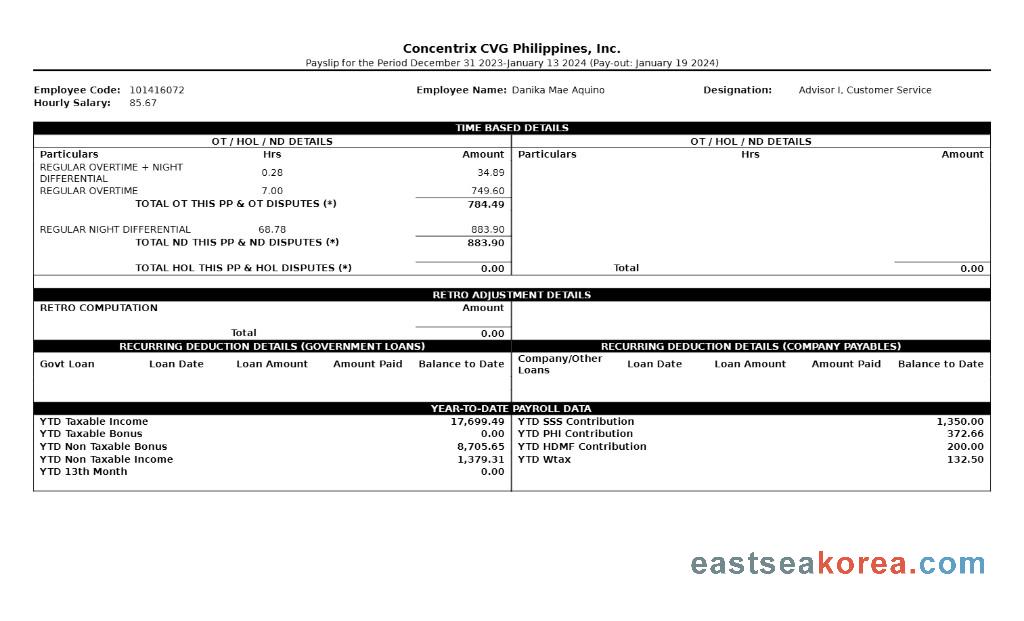 Concentrix CVG Philippines, Inc.
Payslip for the Period December 31 2023-January 13 2024 (Pay-out: January 19 2024)
Employee Code: 101416072 Employee Name: Danika Mae Aquino Designation: Advisor I, Customer Service
Hourly Salary: 85.67
TIME BASED DETAILS
OT / HOL / ND DETAILS OT / HOL / ND DETAILS
Particulars Hrs Amount Particulars Hrs Amount
REGULAR OVERTIME + NIGHT
DIFFERENTIAL 0.28 34.89
REGULAR OVERTIME 7.00 749.60
TOTAL OT THIS PP & OT DISPUTES (*) 784.49
REGULAR NIGHT DIFFERENTIAL 68.78 883.90
TOTAL ND THIS PP & ND DISPUTES (*) 883.90
TOTAL HOL THIS PP & HOL DISPUTES (*) 0.00 Total 0.00
RETRO ADJUSTMENT DETAILS
RETRO COMPUTATION Amount
Total 0.00
RECURRING DEDUCTION DETAILS (GOVERNMENT LOANS) RECURRING DEDUCTION DETAILS (COMPANY PAYABLES)
Govt Loan Loan Date Loan Amount Amount Paid Balance to Date Company/Other
Loans Loan Date Loan Amount Amount Paid Balance to Date
YEAR-TO-DATE PAYROLL DATA
YTD Taxable Income 17,699.49 YTD SSS Contribution 1,350.00
YTD Taxable Bonus 0.00 YTD PHI Contribution 372.66
YTD Non Taxable Bonus 8,705.65 YTD HDMF Contribution 200.00
YTD Non Taxable Income 1,379.31 YTD Wtax 132.50
YTD 13th Month 0.00
eastseakorea.com